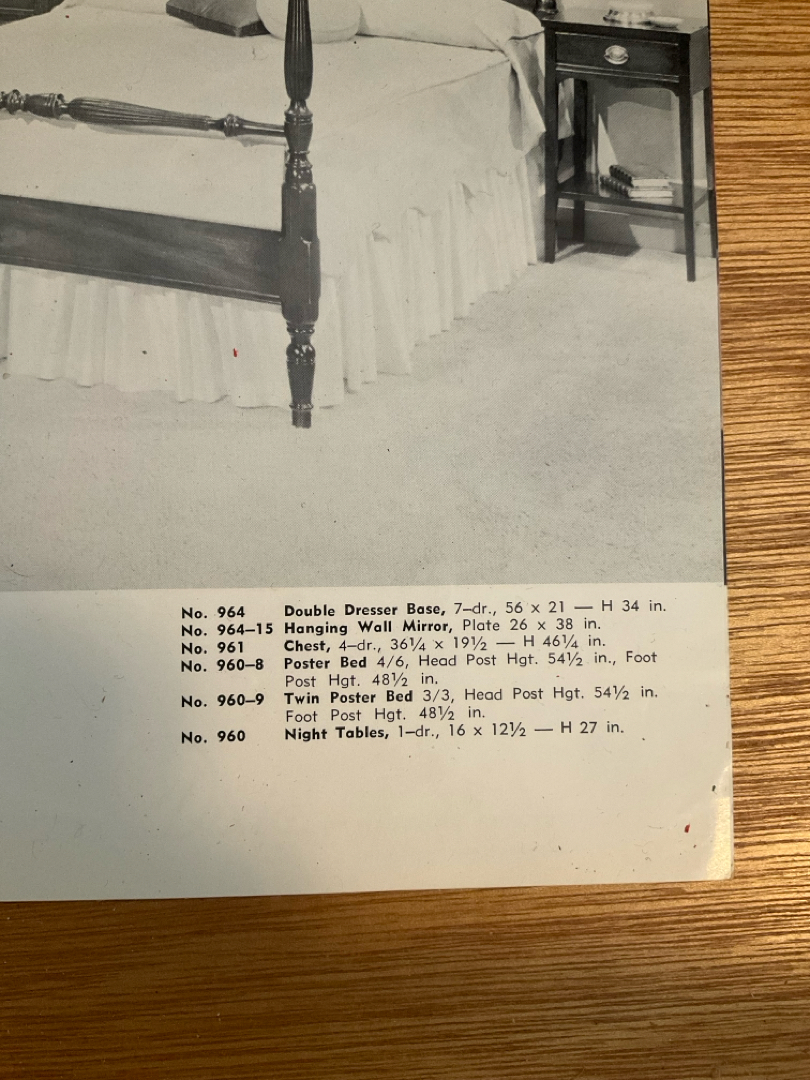 No. 964 Double Dresser Base, 7–dr., 56 x 21 — H 34 in.
No. 964–15 Hanging Wall Mirror, Plate 26 x 38 in.
No. 961 Chest, 4–dr., 36¼ x 19½ — H 46¼ in.
No. 960–8 Poster Bed 4/6, Head Post Hgt. 54½ in., Foot
Post Hgt. 48½ in.
No. 960–9 Twin Poster Bed 3/3, Head Post Hgt. 54½ in.
Foot Post Hgt. 48½ in.
No. 960 Night Tables, 1–dr., 16 x 12½ — H 27 in.